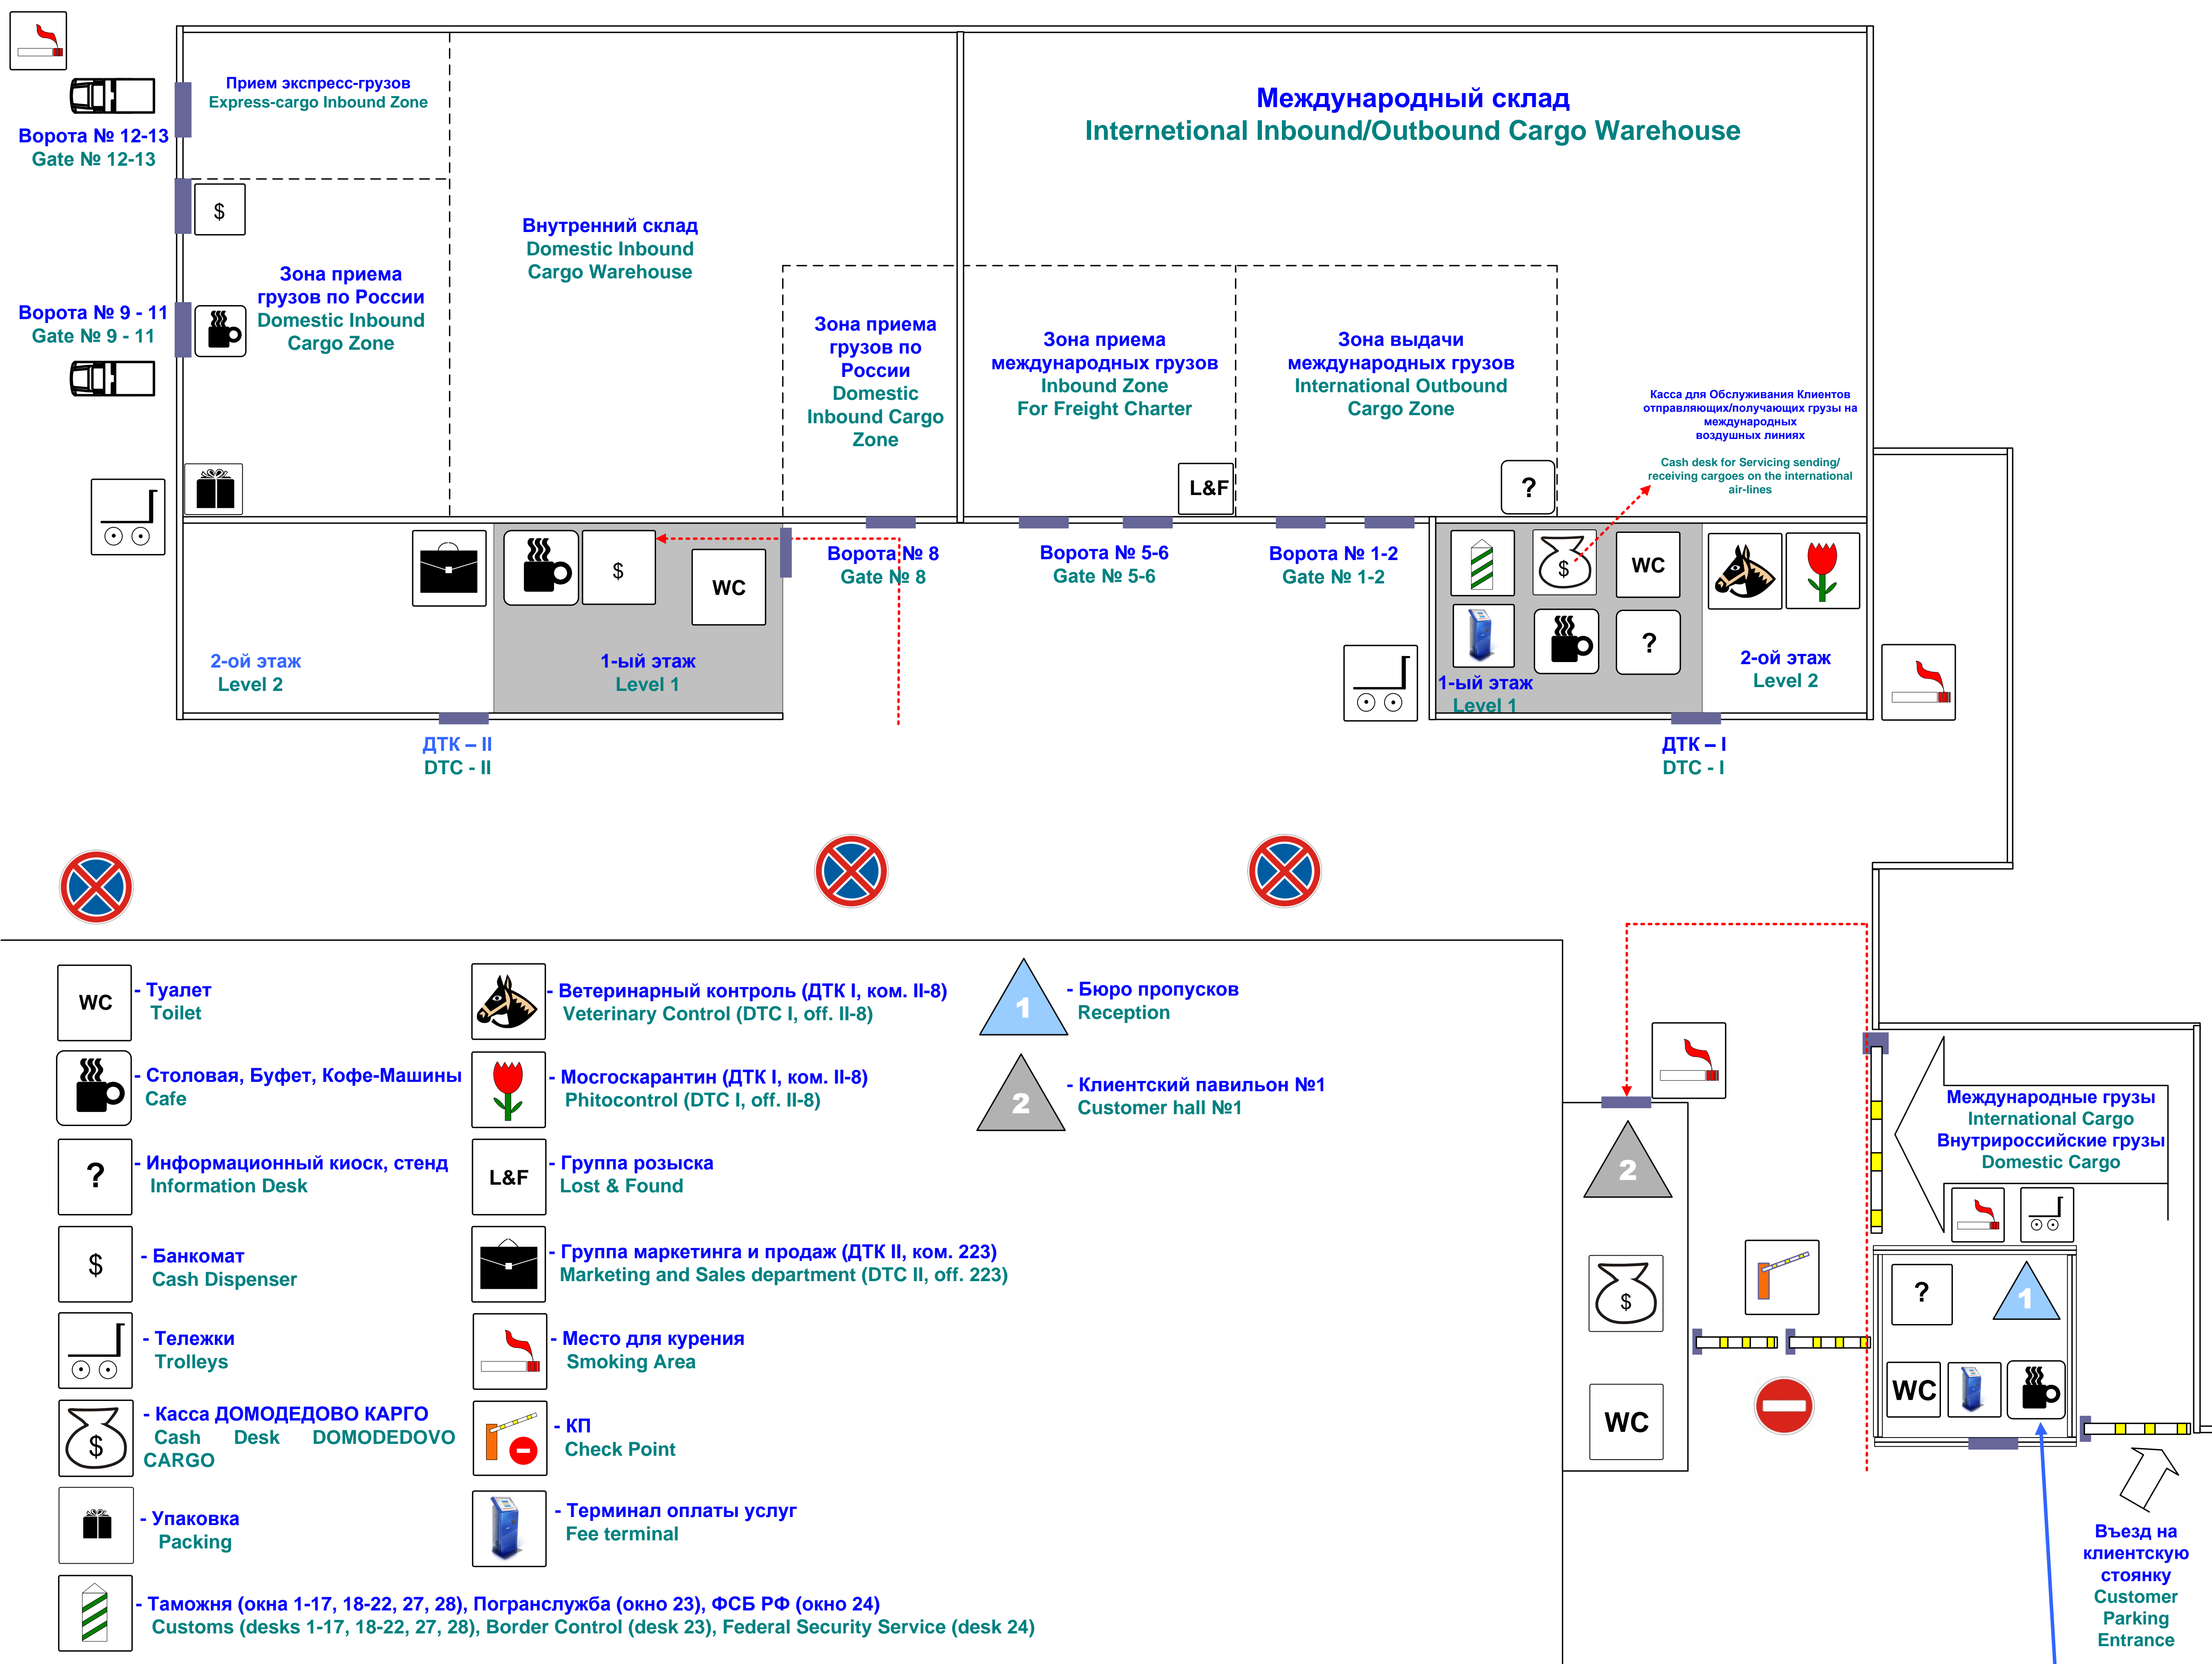 Прием экспресс-грузов
Express-cargo Inbound Zone
Международный склад
Internetional Inbound/Outbound Cargo Warehouse
Ворота № 12-13
Gate № 12-13
$
Внутренний склад
Domestic Inbound
Cargo Warehouse
Зона приема
грузов по России
Domestic Inbound
Cargo Zone
Ворота № 9 - 11
Gate № 9 - 11
Зона приема
грузов по
России
Domestic
Inbound Cargo
Zone
Зона приема
международных грузов
Inbound Zone
For Freight Charter
Зона выдачи
международных грузов
International Outbound
Cargo Zone
Касса для Обслуживания Клиентов
отправляющих/получающих грузы на
международных
воздушных линиях
Cash desk for Servicing sending/
receiving cargoes on the international
air-lines
L&F
?
$
WC
Ворота № 8
Gate № 8
Ворота № 5-6
Gate № 5-6
Ворота № 1-2
Gate № 1-2
$
WC
?
2-ой этаж
Level 2
1-ый этаж
Level 1
1-ый этаж
Level 1
2-ой этаж
Level 2
ДТК – II
DTC - II
ДТК – I
DTC - I
WC
- Туалет
Toilet
- Столовая, Буфет, Кофе-Машины
Cafe
?
- Информационный киоск, стенд
Information Desk
$
- Банкомат
Cash Dispenser
- Тележки
Trolleys
$
- Касса ДОМОДЕДОВО КАРГО
Cash Desk DOMODEDOVO
CARGO
- Упаковка
Packing
- Таможня (окна 1-17, 18-22, 27, 28), Погранслужба (окно 23), ФСБ РФ (окно 24)
Customs (desks 1-17, 18-22, 27, 28), Border Control (desk 23), Federal Security Service (desk 24)
- Ветеринарный контроль (ДТК I, ком. II-8)
Veterinary Control (DTC I, off. II-8)
- Мосгоскарантин (ДТК I, ком. II-8)
Phitocontrol (DTC I, off. II-8)
L&F
- Группа розыска
Lost & Found
- Группа маркетинга и продаж (ДТК II, ком. 223)
Marketing and Sales department (DTC II, off. 223)
- Место для курения
Smoking Area
- КП
Check Point
- Терминал оплаты услуг
Fee terminal
1
- Бюро пропусков
Reception
2
- Клиентский павильон №1
Customer hall №1
2
$
WC
Международные грузы
International Cargo
Внутрироссийские грузы
Domestic Cargo
?
1
WC
Въезд на
клиентскую
стоянку
Customer
Parking
Entrance